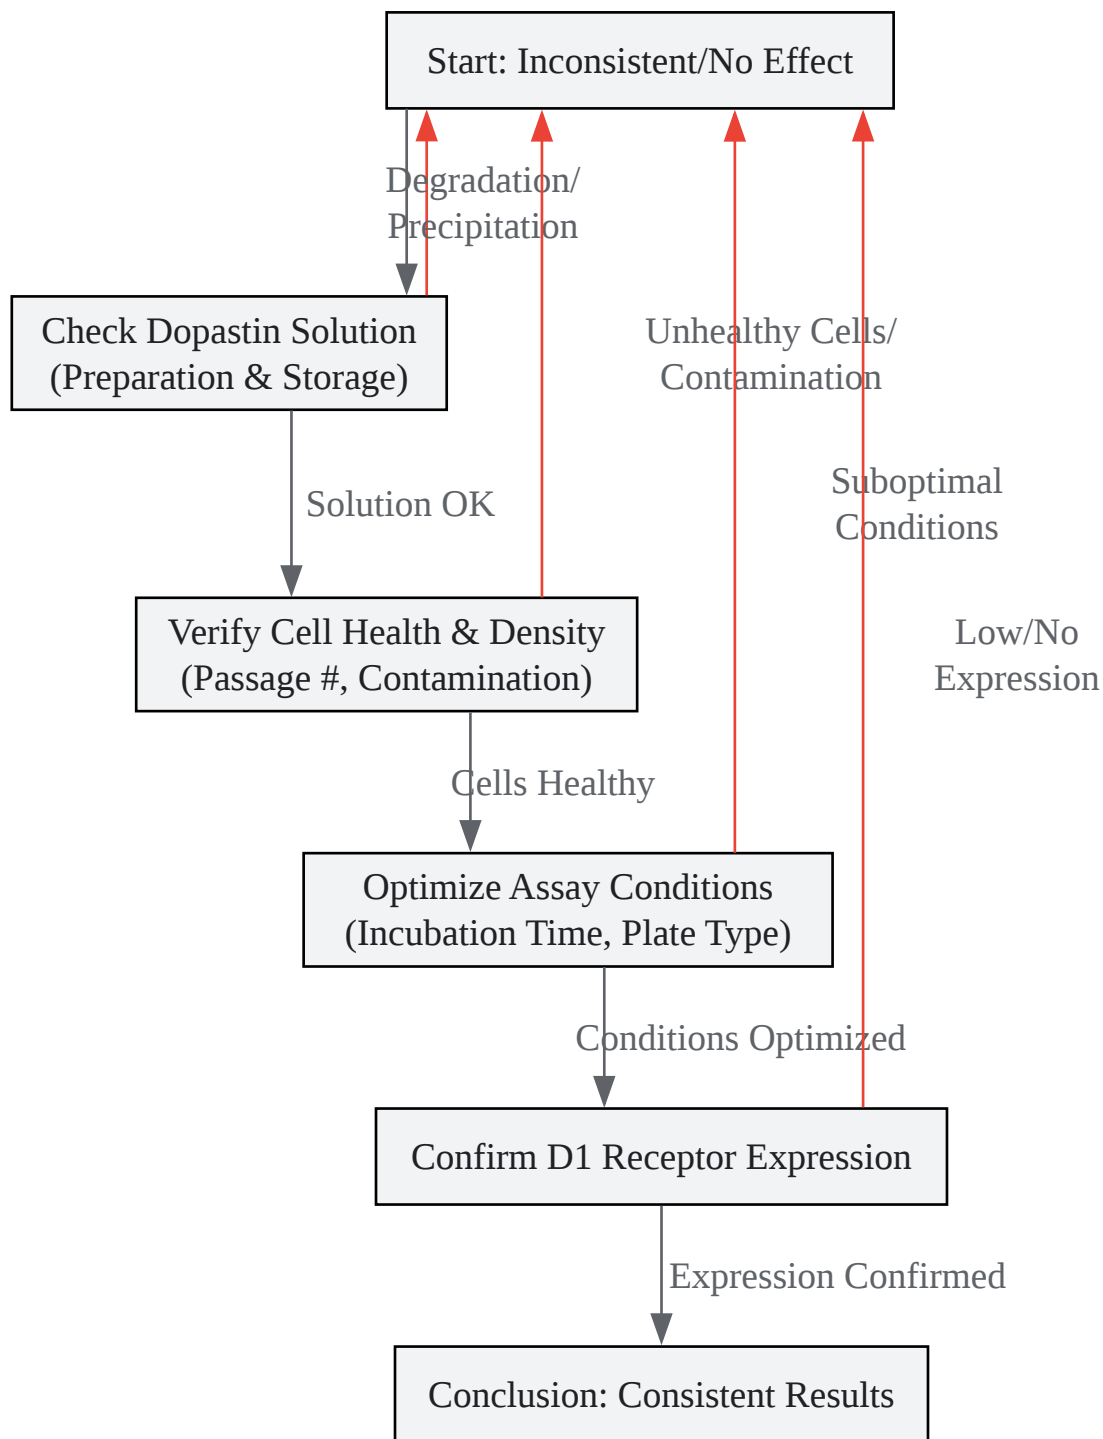 Start: Inconsistent/No Effect
Degradation/
Precipitation
Check Dopastin Solution
(Preparation & Storage)
Unhealthy Cells/
Contamination
Solution OK
Suboptimal
Conditions
Verify Cell Health & Density
(Passage #, Contamination)
Low/No
Expression
Cells Healthy
Optimize Assay Conditions
(Incubation Time, Plate Type)
Conditions Optimized
Confirm D1 Receptor Expression
Expression Confirmed
Conclusion: Consistent Results